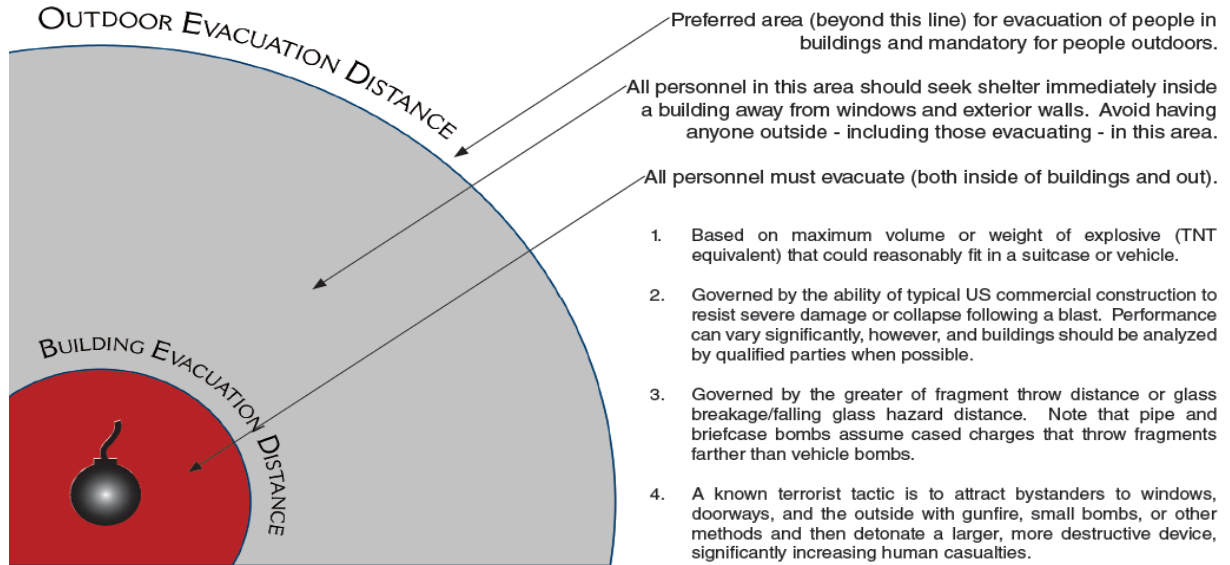 OUTDOOR EVACUATION DISTANCE
Preferred area (beyond this line) for evacuation of people in
buildings and mandatory for people outdoors.
All personnel in this area should seek shelter immediately inside
a building away from windows and exterior walls. Avoid having
anyone outside - including those evacuating - in this area.
All personnel must evacuate (both inside of buildings and out).
BUILDING EVACUATION DISTANCE
1. Based on maximum volume or weight of explosive (TNT
equivalent) that could reasonably fit in a suitcase or vehicle.
2. Governed by the ability of typical US commercial construction to
resist severe damage or collapse following a blast. Performance
can vary significantly, however, and buildings should be analyzed
by qualified parties when possible.
3. Governed by the greater of fragment throw distance or glass
breakage/falling glass hazard distance. Note that pipe and
briefcase bombs assume cased charges that throw fragments
farther than vehicle bombs.
4. A known terrorist tactic is to attract bystanders to windows,
doorways, and the outside with gunfire, small bombs, or other
methods and then detonate a larger, more destructive device,
significantly increasing human casualties.